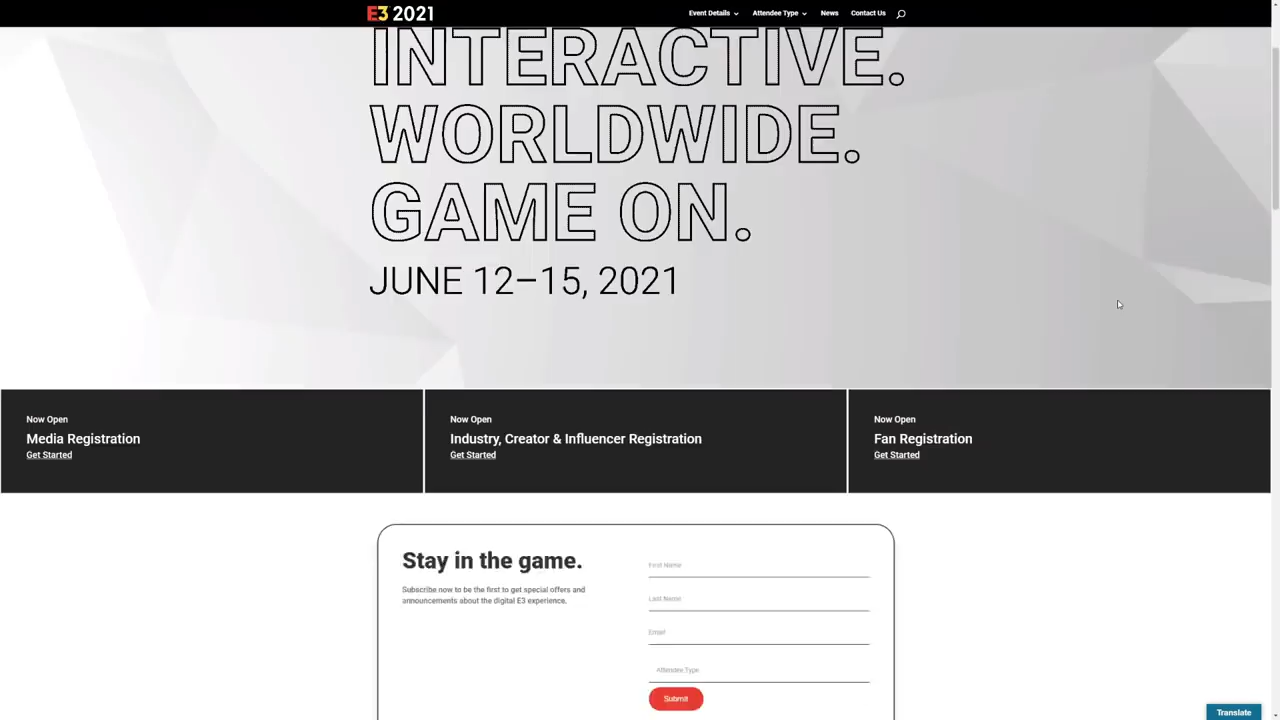 E3 2021
Event Details
Attendee Type
News
Contact Us
INTERACTIVE.
WORLDWIDE.
GAME ON.
JUNE 12–15, 2021
Now Open
Media Registration
Get Started
Now Open
Industry, Creator & Influencer Registration
Get Started
Now Open
Fan Registration
Get Started
Stay in the game.
Subscribe now to be the first to get special offers and
announcements about the digital E3 experience.
First Name
Last Name
Email
Attendee Type
Submit
Translate